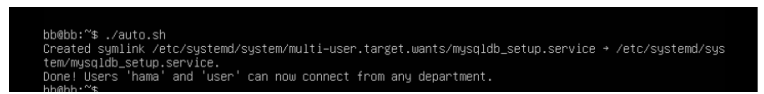 bb@bb:~$ ./auto.sh
Created symlink /etc/systemd/system/multi-user.target.wants/mysqldb_setup.service → /etc/systemd/sys
tem/mysqldb_setup.service.
Done! Users 'hama' and 'user' can now connect from any department.
bb@bb:~$